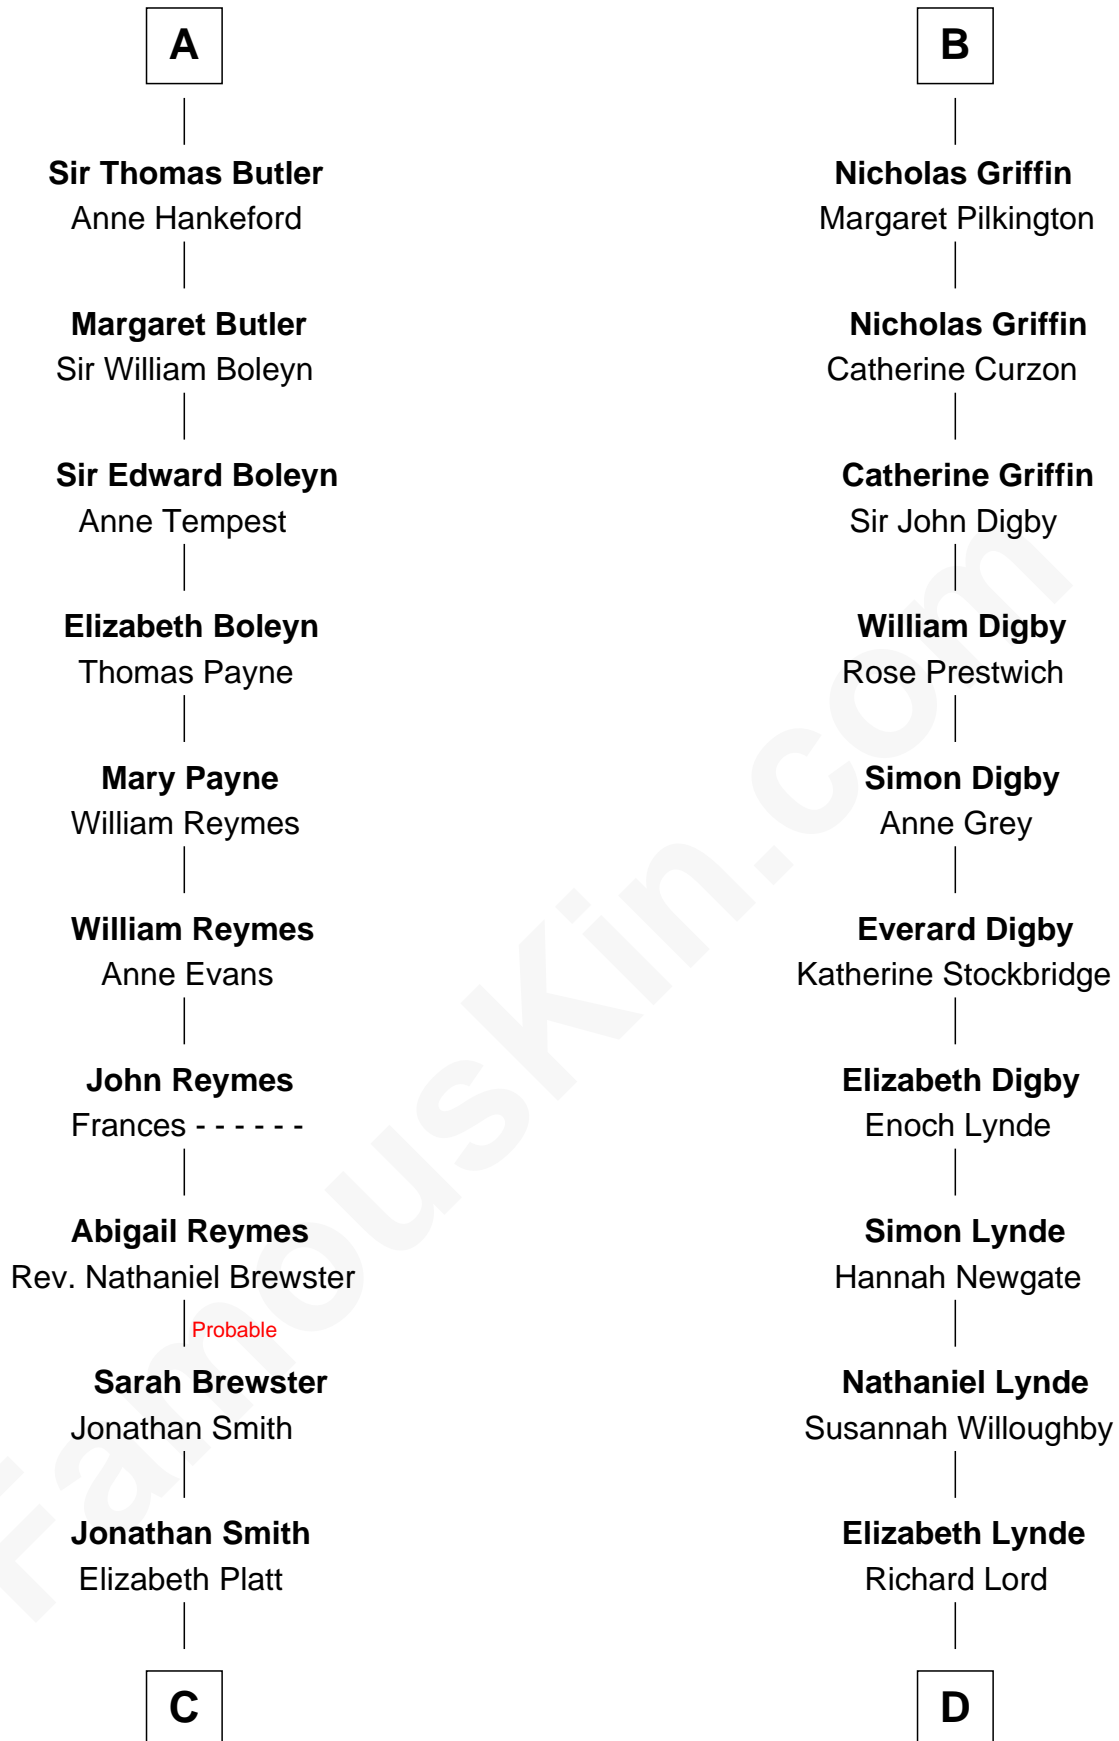 A
Sir Thomas Butler
Anne Hankeford
Margaret Butler
Sir William Boleyn
Sir Edward Boleyn
Anne Tempest
Elizabeth Boleyn
Thomas Payne
Mary Payne
William Reymes
William Reymes
Anne Evans
John Reymes
Frances - - - - - -
Abigail Reymes
Rev. Nathaniel Brewster
Probable
Sarah Brewster
Jonathan Smith
Jonathan Smith
Elizabeth Platt
C
B
Nicholas Griffin
Margaret Pilkington
Nicholas Griffin
Catherine Curzon
Catherine Griffin
Sir John Digby
William Digby
Rose Prestwich
Simon Digby
Anne Grey
Everard Digby
Katherine Stockbridge
Elizabeth Digby
Enoch Lynde
Simon Lynde
Hannah Newgate
Nathaniel Lynde
Susannah Willoughby
Elizabeth Lynde
Richard Lord
D
FamousKin.com